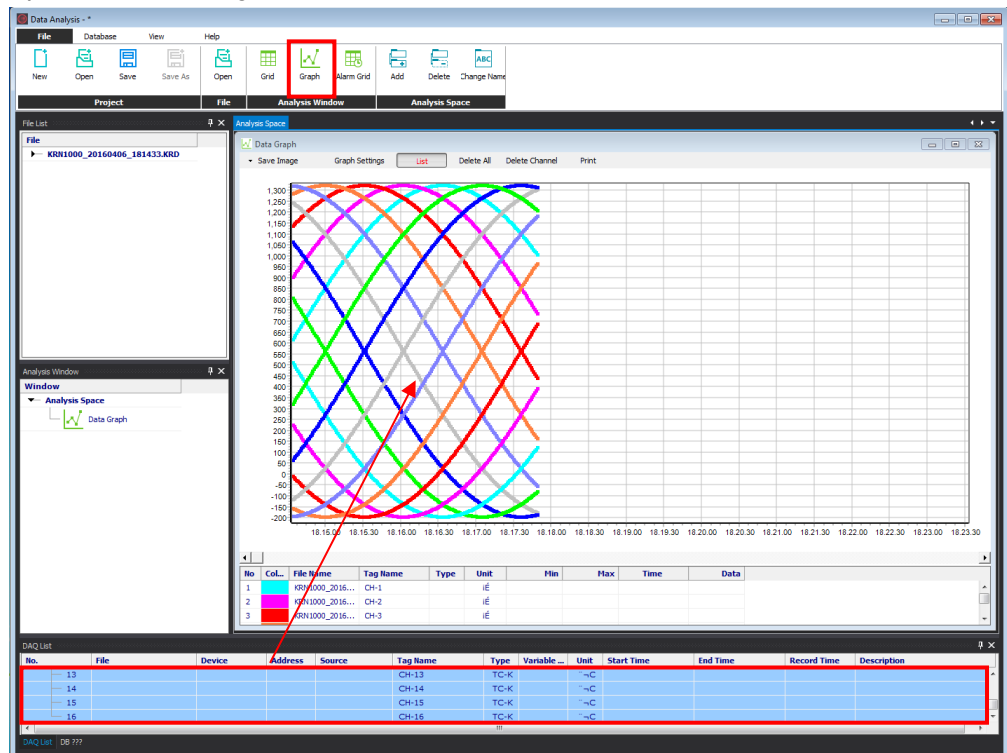 Data Analysis - *
File Database View Help
New Open Save Save As Open Grid Graph Alarm Grid Add Delete Change Name
ABC
Project File Analysis Window Analysis Space
File List
File
KRN1000_20160406_181433.KRD
Analysis Window
Window
Analysis Space
Data Graph
Analysis Space
Data Graph
Save Image Graph Settings List Delete All Delete Channel Print
1,300
1,250
1,200
1,150
1,100
1,050
1,000
950
900
850
800
750
700
650
600
550
500
450
400
350
300
250
200
150
100
50
0
-50
-100
-150
-200
18.15.00 18.15.30 18.16.00 18.16.30 18.17.00 18.17.30 18.18.00 18.18.30 18.19.00 18.19.30 18.20.00 18.20.30 18.21.00 18.21.30 18.22.00 18.22.30 18.23.00 18.23.30
No Col... File Name Tag Name Type Unit Min Max Time Data
1 KRN1000_2016... CH-1 iÉ
2 KRN1000_2016... CH-2 iÉ
3 KRN1000_2016... CH-3 iÉ
DAQ List
No. File Device Address Source Tag Name Type Variable ... Unit Start Time End Time Record Time Description
13 CH-13 TC-K ¨¬C
14 CH-14 TC-K ¨¬C
15 CH-15 TC-K ¨¬C
16 CH-16 TC-K ¨¬C
DAQ List DB ???